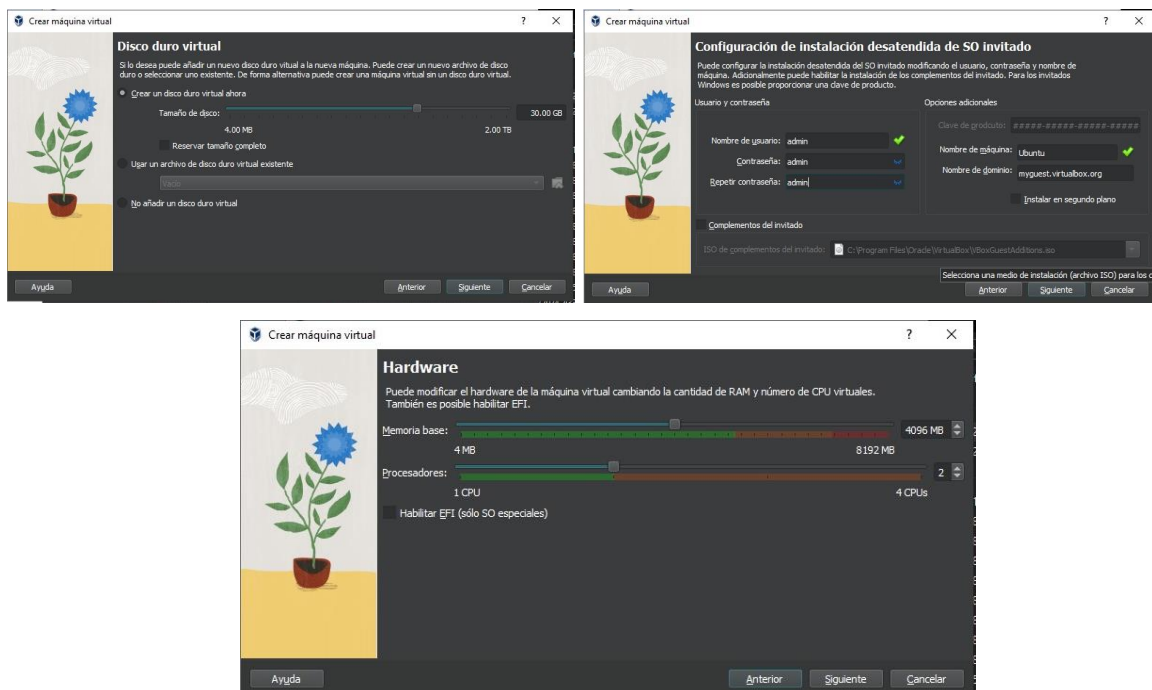 Crear máquina virtual
? ×
Disco duro virtual
Si lo desea puede añadir un nuevo disco duro vitual a la nueva máquina. Puede crear un nuevo archivo de disco
duro o seleccionar uno existente. De forma alternativa puede crear una máquina virtual sin un disco duro virtual.
Crear un disco duro virtual ahora
Tamaño de disco: 30.00 GB
4.00 MB 2.00 TB
Reservar tamaño completo
Usar un archivo de disco duro virtual existente
Vacío
No añadir un disco duro virtual
Ayuda Anterior Siguiente Cancelar
Crear máquina virtual
? ×
Configuración de instalación desatendida de SO invitado
Puede configurar la instalación desatendida del SO invitado modificando el usuario, contraseña y nombre de
máquina. Adicionalmente puede habilitar la instalación de los complementos del invitado. Para los invitados
Windows es posible proporcionar una clave de producto.
Usuario y contraseña
Nombre de usuario: admin
Contraseña: admin
Repetir contraseña: admin
Opciones adicionales
Clave de prodcuto: #####-#####-#####-#####-#####
Nombre de máquina: Ubuntu
Nombre de dominio: myguest.virtualbox.org
Instalar en segundo plano
Complementos del invitado
ISO de complementos del invitado: C:\Program Files\Oracle\VirtualBox\VBoxGuestAdditions.iso
Selecciona una medio de instalación (archivo ISO) para los
Ayuda Anterior Siguiente Cancelar
Crear máquina virtual
? ×
Hardware
Puede modificar el hardware de la máquina virtual cambiando la cantidad de RAM y número de CPU virtuales.
También es posible habilitar EFI.
Memoria base: 4096 MB
4 MB 8192 MB
Procesadores: 2
1 CPU 4 CPUs
Habilitar EFI (sólo SO especiales)
Ayuda Anterior Siguiente Cancelar